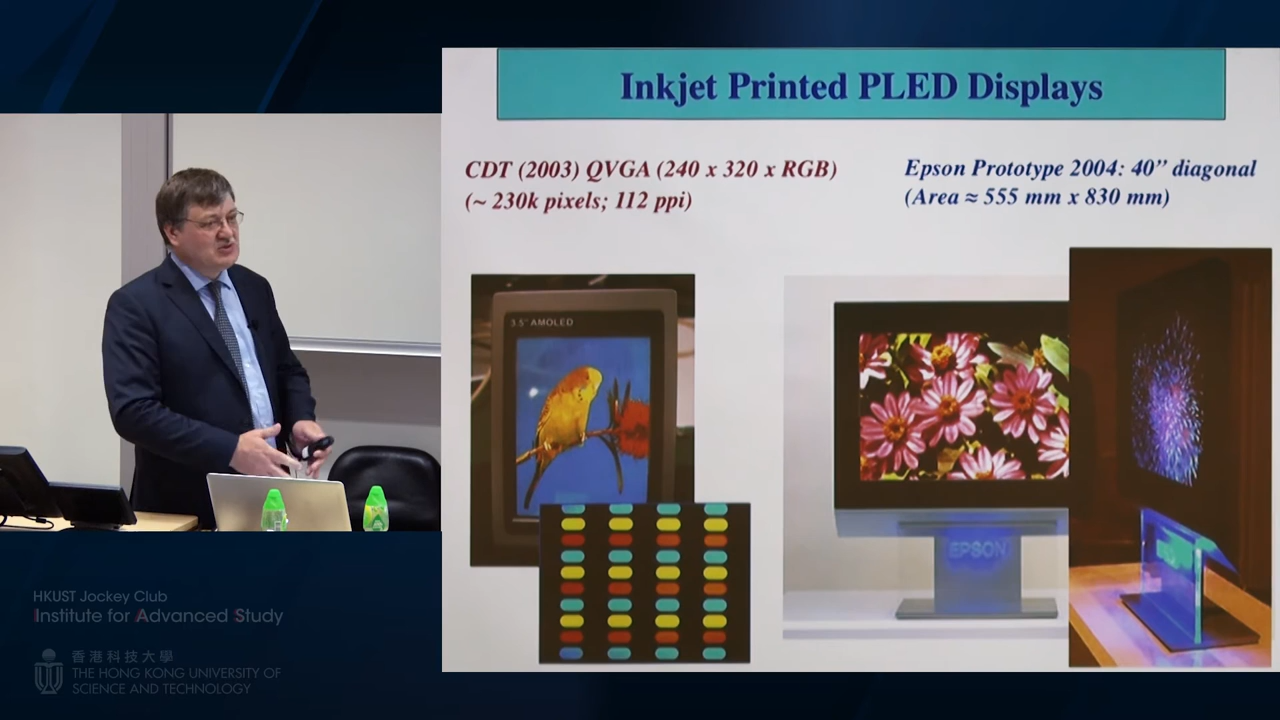 Inkjet Printed PLED Displays
CDT (2003) QVGA (240 x 320 x RGB)
(~ 230k pixels; 112 ppi)
Epson Prototype 2004: 40” diagonal
(Area ≈ 555 mm x 830 mm)
3.5" AMOLED
EPSON
HKUST Jockey Club
Institute for Advanced Study
香港科技大學
THE HONG KONG UNIVERSITY OF
SCIENCE AND TECHNOLOGY